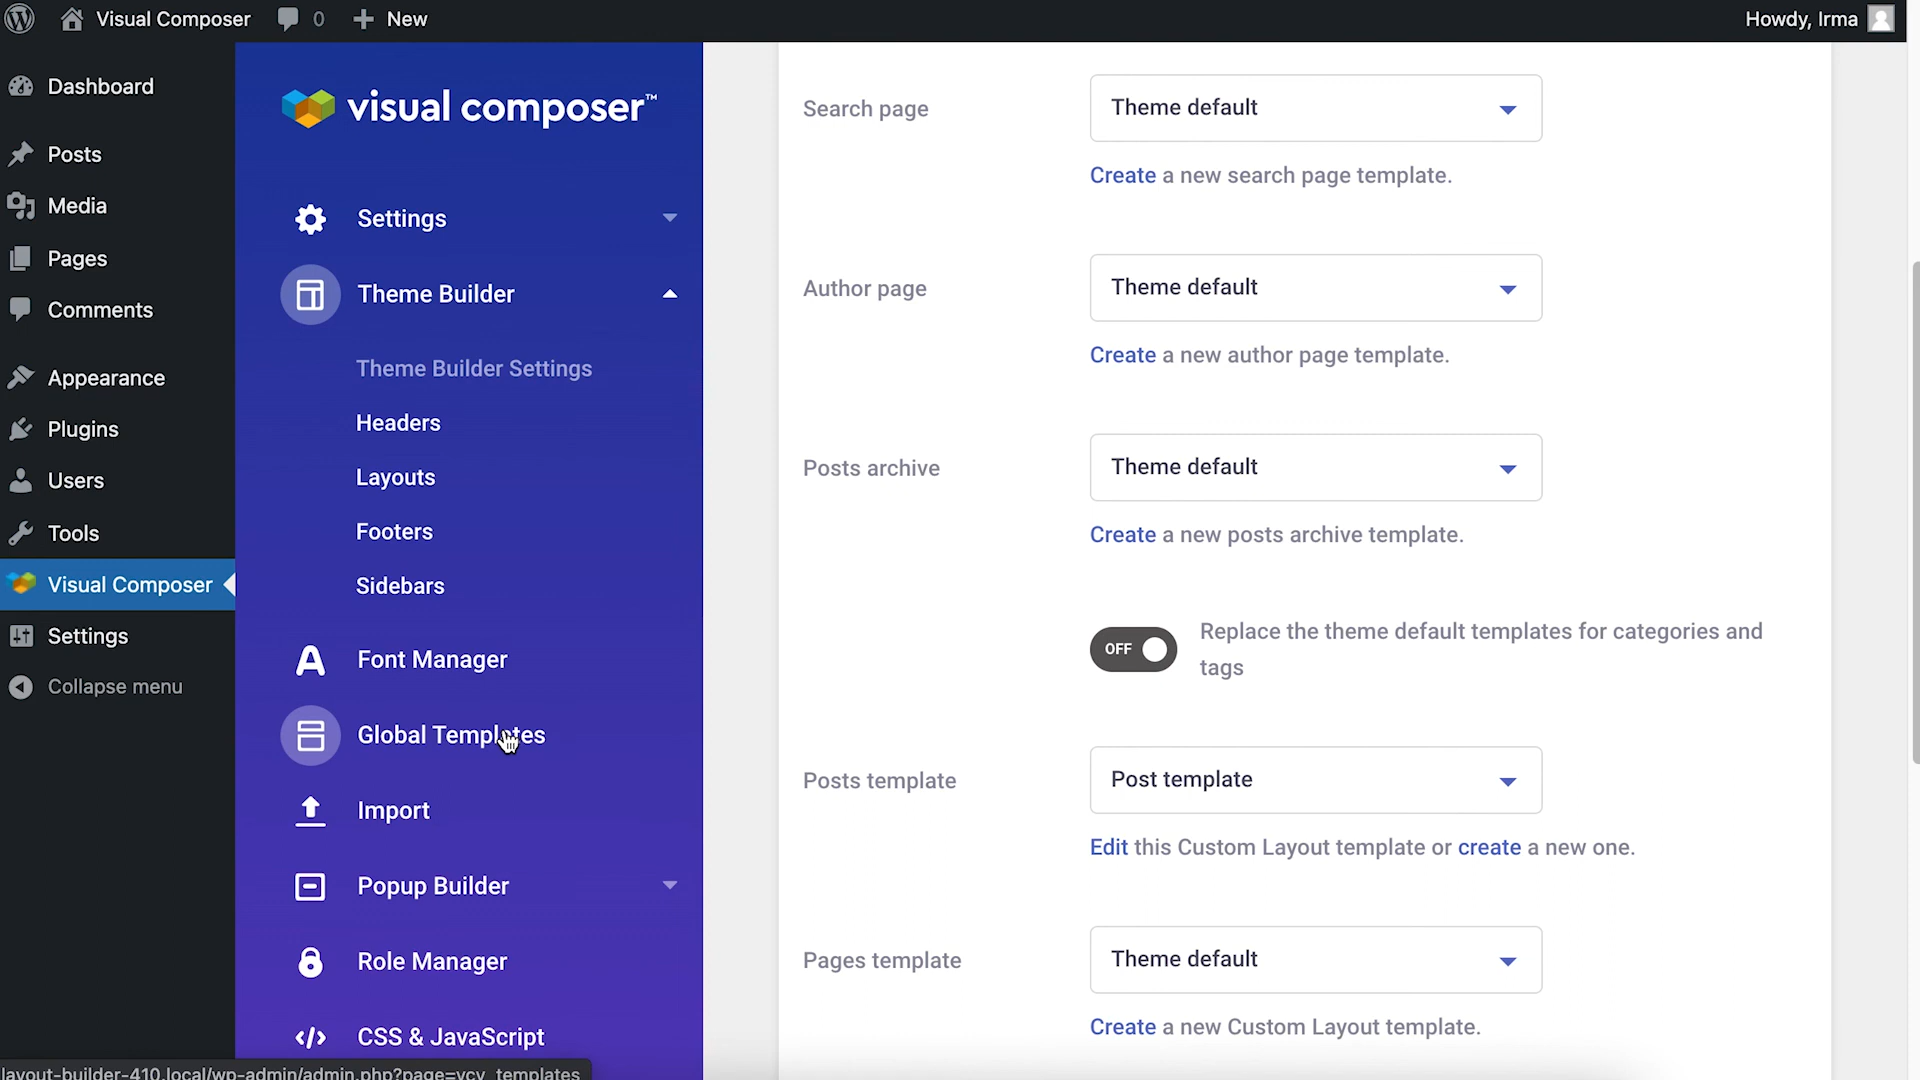 Visual Composer
0
New
Howdy, Irma
Dashboard
Posts
Media
Pages
Comments
Appearance
Plugins
Users
Tools
Visual Composer
Settings
Collapse menu
visual composer™
Settings
Theme Builder
Theme Builder Settings
Headers
Layouts
Footers
Sidebars
Font Manager
Global Templates
Import
Popup Builder
Role Manager
CSS & JavaScript
Search page
Theme default
Create a new search page template.
Author page
Theme default
Create a new author page template.
Posts archive
Theme default
Create a new posts archive template.
OFF
Replace the theme default templates for categories and
tags
Posts template
Post template
Edit this Custom Layout template or create a new one.
Pages template
Theme default
Create a new Custom Layout template.
layout-builder-410.local/wp-admin/admin.php?page=vcv_templates